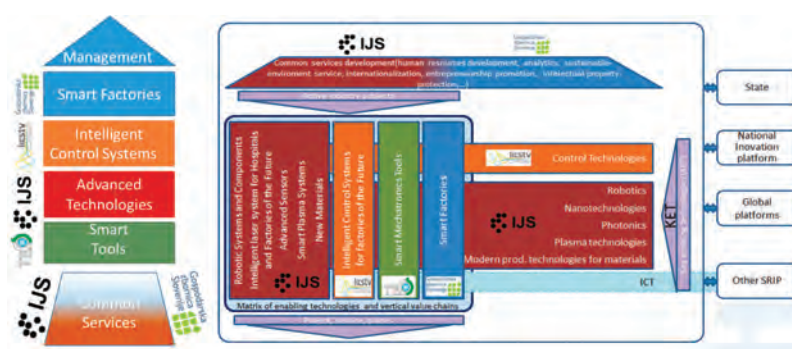 Management
Smart Factories
Intelligent
Control Systems
Advanced
Technologies
Smart
Tools
Common
Services
IJS
IJS
Gospodarska
zbornica
Slovenije
IJS
Common services development(human resources development, analytics, sustainable-
enviroment service, internationalization, entrepreneurship promotion, intellectual property-
protection,...)
Robotic Systems and Components
Intelligent laser system for Hospitals
and Factories of the Future
Advanced Sensors
Smart Plasma Systems
New Materials
IJS
Intelligent Control Systems
for factories of the Future
Smart Mechatronics Tools
Smart Factories
Matrix of enabling technologies and vertical value chains
Control Technologies
Robotics
Nanotechnologies
Photonics
Plasma technologies
Modern prod. technologies for materials
IJS
ICT
KET
State
National
Inovation
platform
Global
platforms
Other SRIP